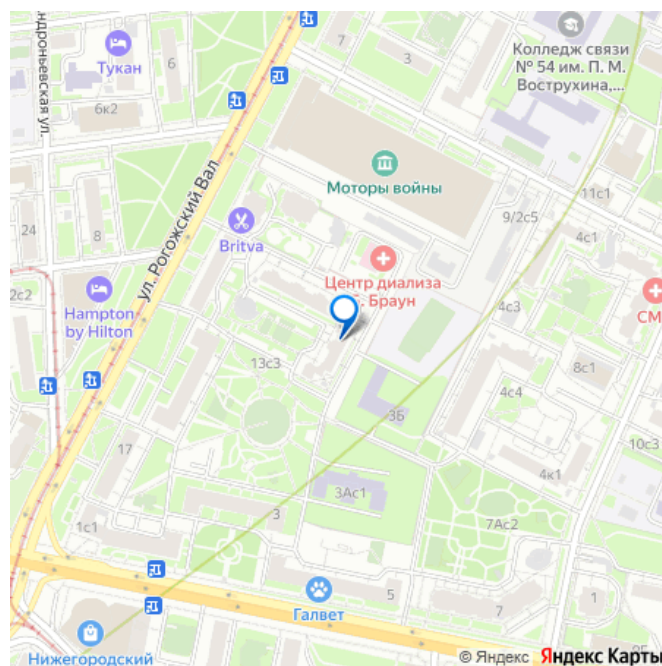 ндроньевская ул.
Тукан
6
7
3
Колледж связи
№ 54 им. П. М.
Вострухина,...
6к2
Моторы войны
11с1
9/2с5
4с1
24
8
Britva
ул. Рогожский Вал
Центр диализа
Браун
2с2
Hampton
by Hilton
4с3
СМ
8с1
13с3
4с4
3Б
10с3
17
4к1
3Ас1
3
7Ас2
1с1
Галвет
5
7
1
Нижегородский
© Яндекс Яндекс Карты